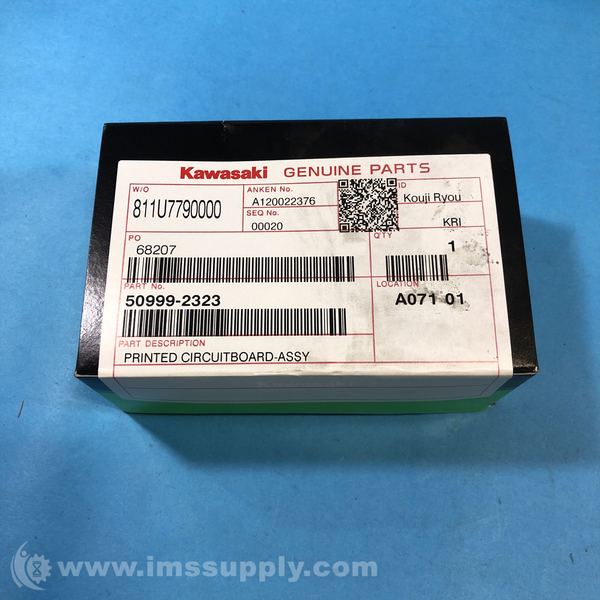 Kawasaki GENUINE PARTS
W/O
811U7790000
ANKEN No.
A120022376
SEQ No.
00020
ID
Kouji Ryou
KRI
PO
68207
QTY
1
PART No.
50999-2323
LOCATION
A071 01
PART DESCRIPTION
PRINTED CIRCUITBOARD-ASSY
www.imssupply.com